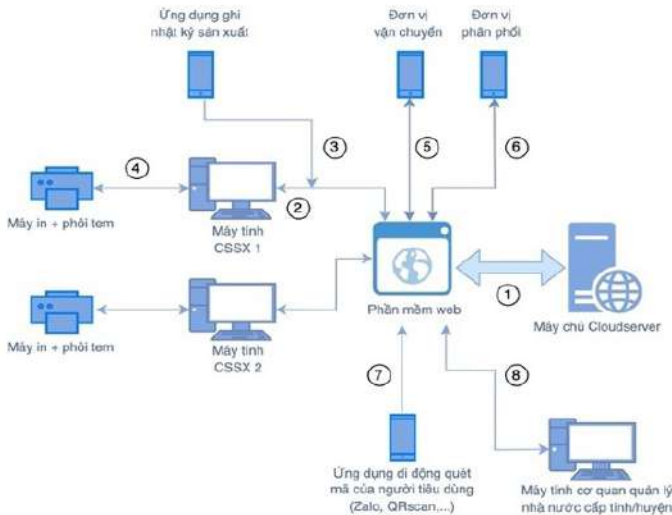 Ứng dụng ghi
nhật ký sản xuất
Đơn vị
vận chuyển
Đơn vị
phân phối
3
5
6
4
2
Máy in + phôi tem
Máy tính
CSSX 1
1
Phần mềm web
Máy chủ Cloudserver
Máy in + phôi tem
Máy tính
CSSX 2
7
8
Ứng dụng di động quét
mã của người tiêu dùng
(Zalo, QRscan,...)
Máy tính cơ quan quản lý
nhà nước cấp tỉnh/huyện